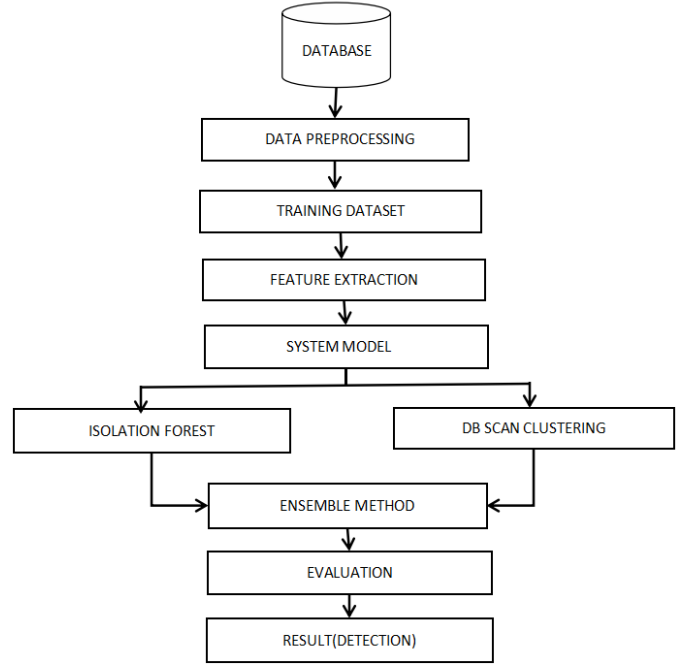 DATABASE
DATA PREPROCESSING
TRAINING DATASET
FEATURE EXTRACTION
SYSTEM MODEL
ISOLATION FOREST
DB SCAN CLUSTERING
ENSEMBLE METHOD
EVALUATION
RESULT(DETECTION)